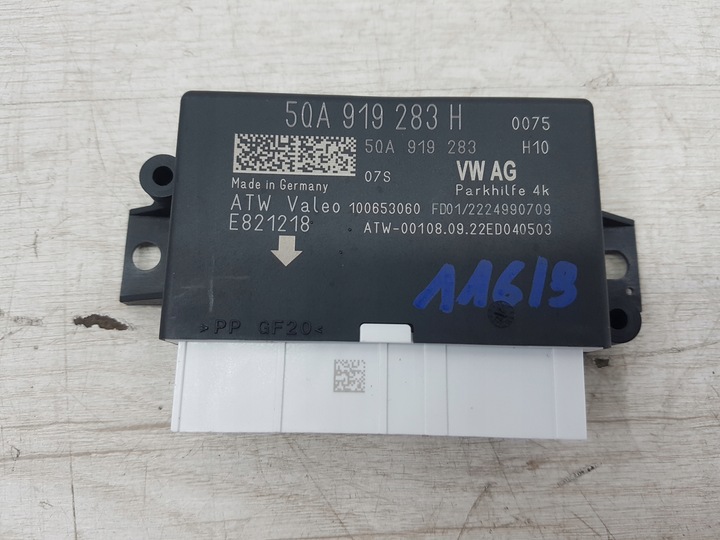 5QA 919 283 H 0075
5QA 919 283 H10
07S VW AG
Made in Germany Parkhilfe 4k
ATW Valeo 100653060 FD01/2224990709
E821218 ATW-00108.09.22ED040503
11619
>PP GF20<